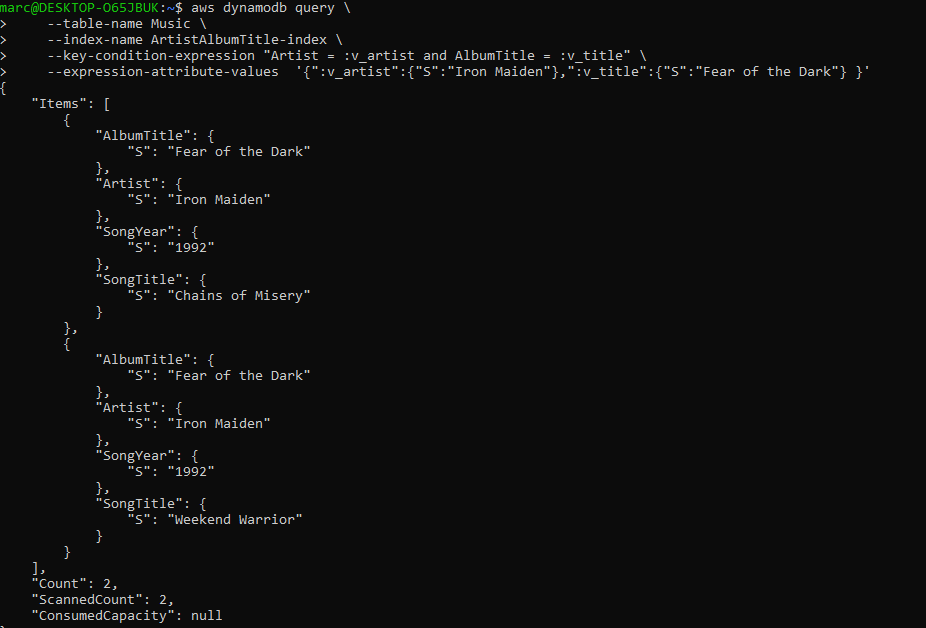 marc@DESKTOP-O65JBUK:~$ aws dynamodb query \
>     --table-name Music \
>     --index-name ArtistAlbumTitle-index \
>     --key-condition-expression "Artist = :v_artist and AlbumTitle = :v_title" \
>     --expression-attribute-values  '{":v_artist":{"S":"Iron Maiden"},":v_title":{"S":"Fear of the Dark"} }'
{
    "Items": [
        {
            "AlbumTitle": {
                "S": "Fear of the Dark"
            },
            "Artist": {
                "S": "Iron Maiden"
            },
            "SongYear": {
                "S": "1992"
            },
            "SongTitle": {
                "S": "Chains of Misery"
            }
        },
        {
            "AlbumTitle": {
                "S": "Fear of the Dark"
            },
            "Artist": {
                "S": "Iron Maiden"
            },
            "SongYear": {
                "S": "1992"
            },
            "SongTitle": {
                "S": "Weekend Warrior"
            }
        }
    ],
    "Count": 2,
    "ScannedCount": 2,
    "ConsumedCapacity": null